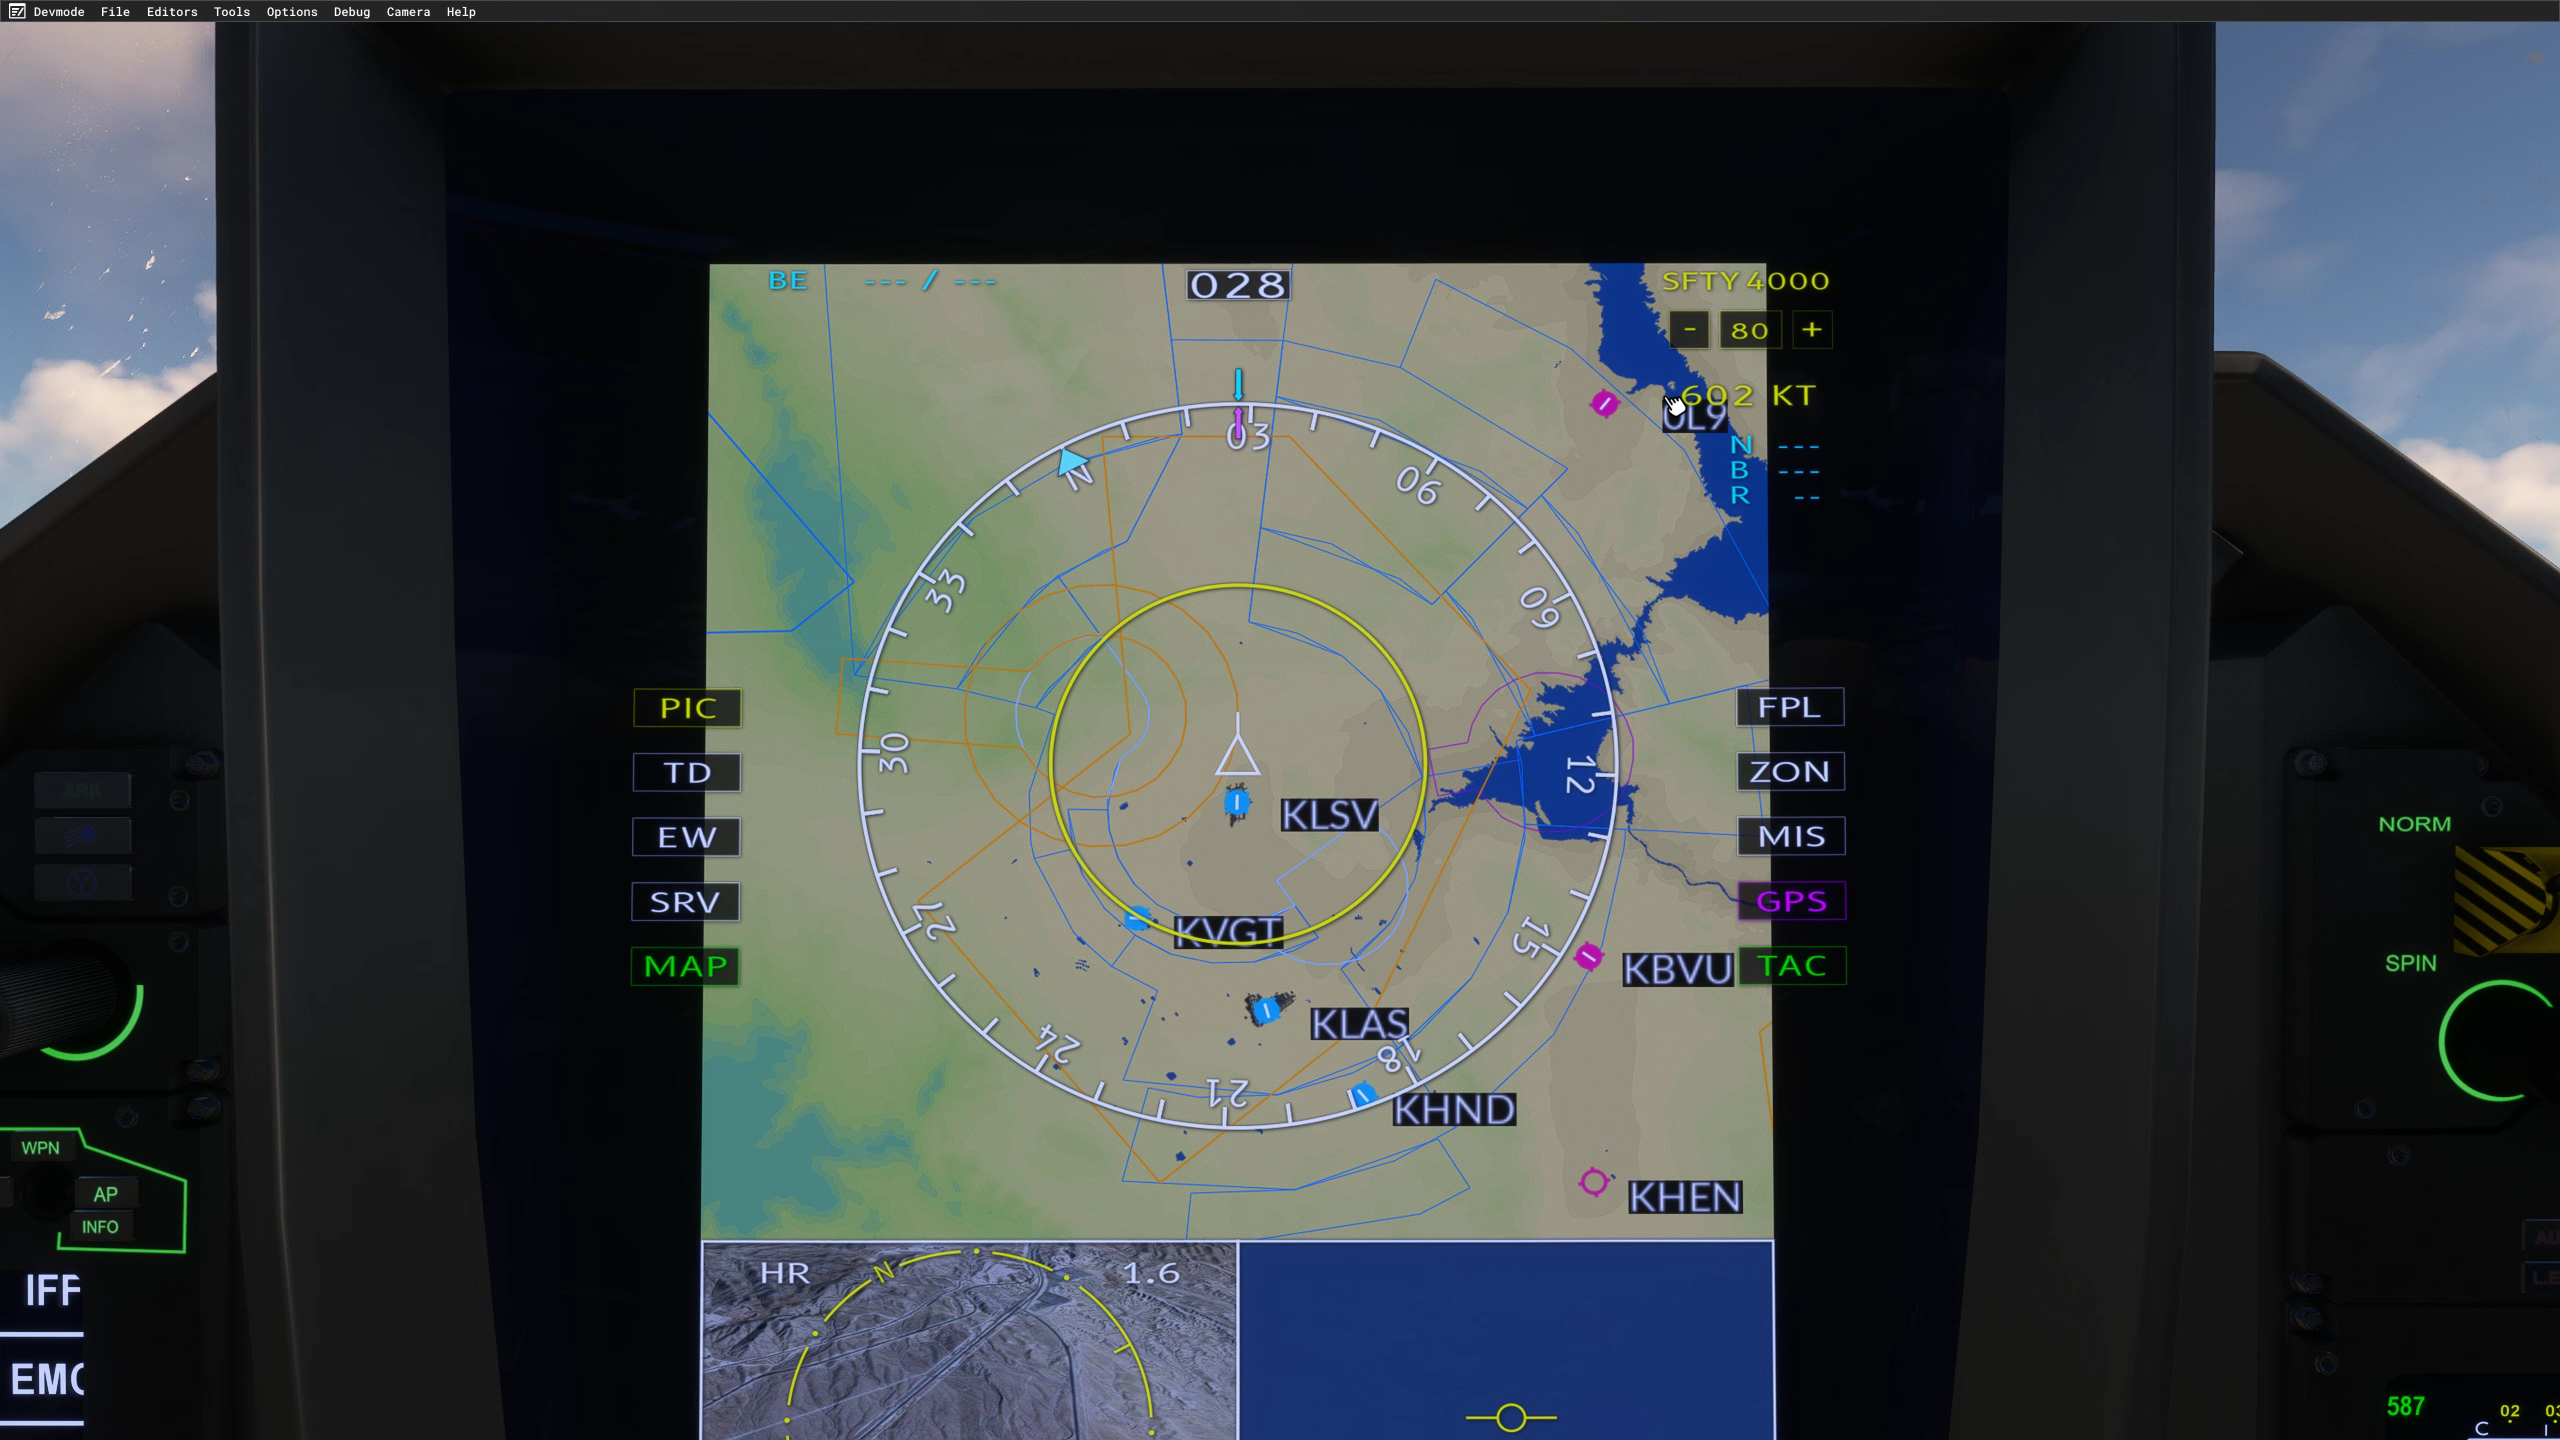 Devmode File Editors Tools Options Debug Camera Help
BE --- / ---
028
SFTY 4000
- 80 +
602 KT
0L9
N ---
B ---
R --
03
06
09
12
15
18
21
24
27
30
33
N
PIC
TD
EW
SRV
MAP
FPL
ZON
MIS
GPS
TAC
KLSV
KVGT
KBVU
KLAS
KHND
KHEN
HR
1.6
N
NORM
SPIN
WPN
AP
INFO
IFF
587
02
C